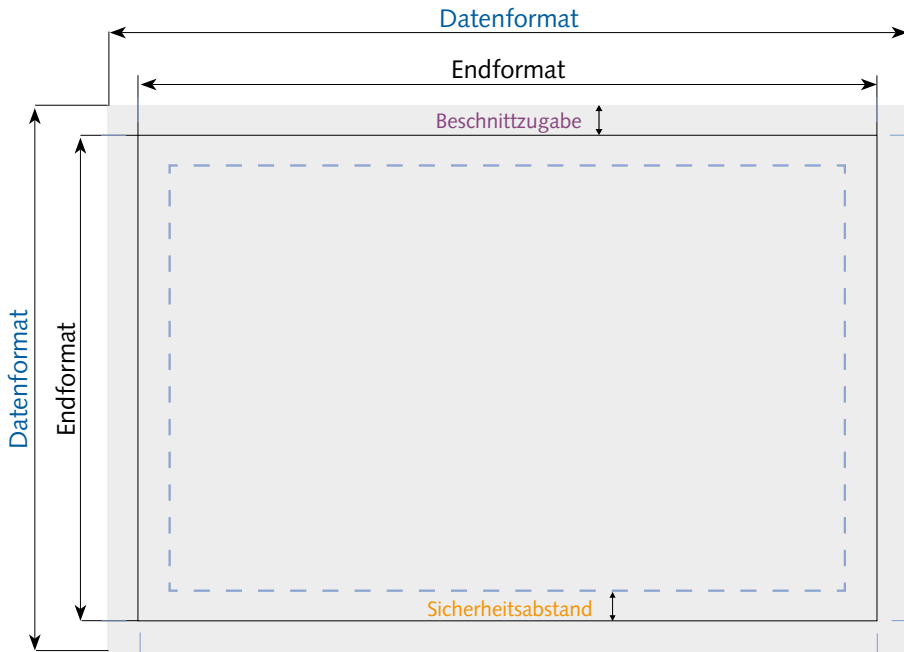 Datenformat
Endformat
Beschnittzugabe
Datenformat
Endformat
Sicherheitsabstand